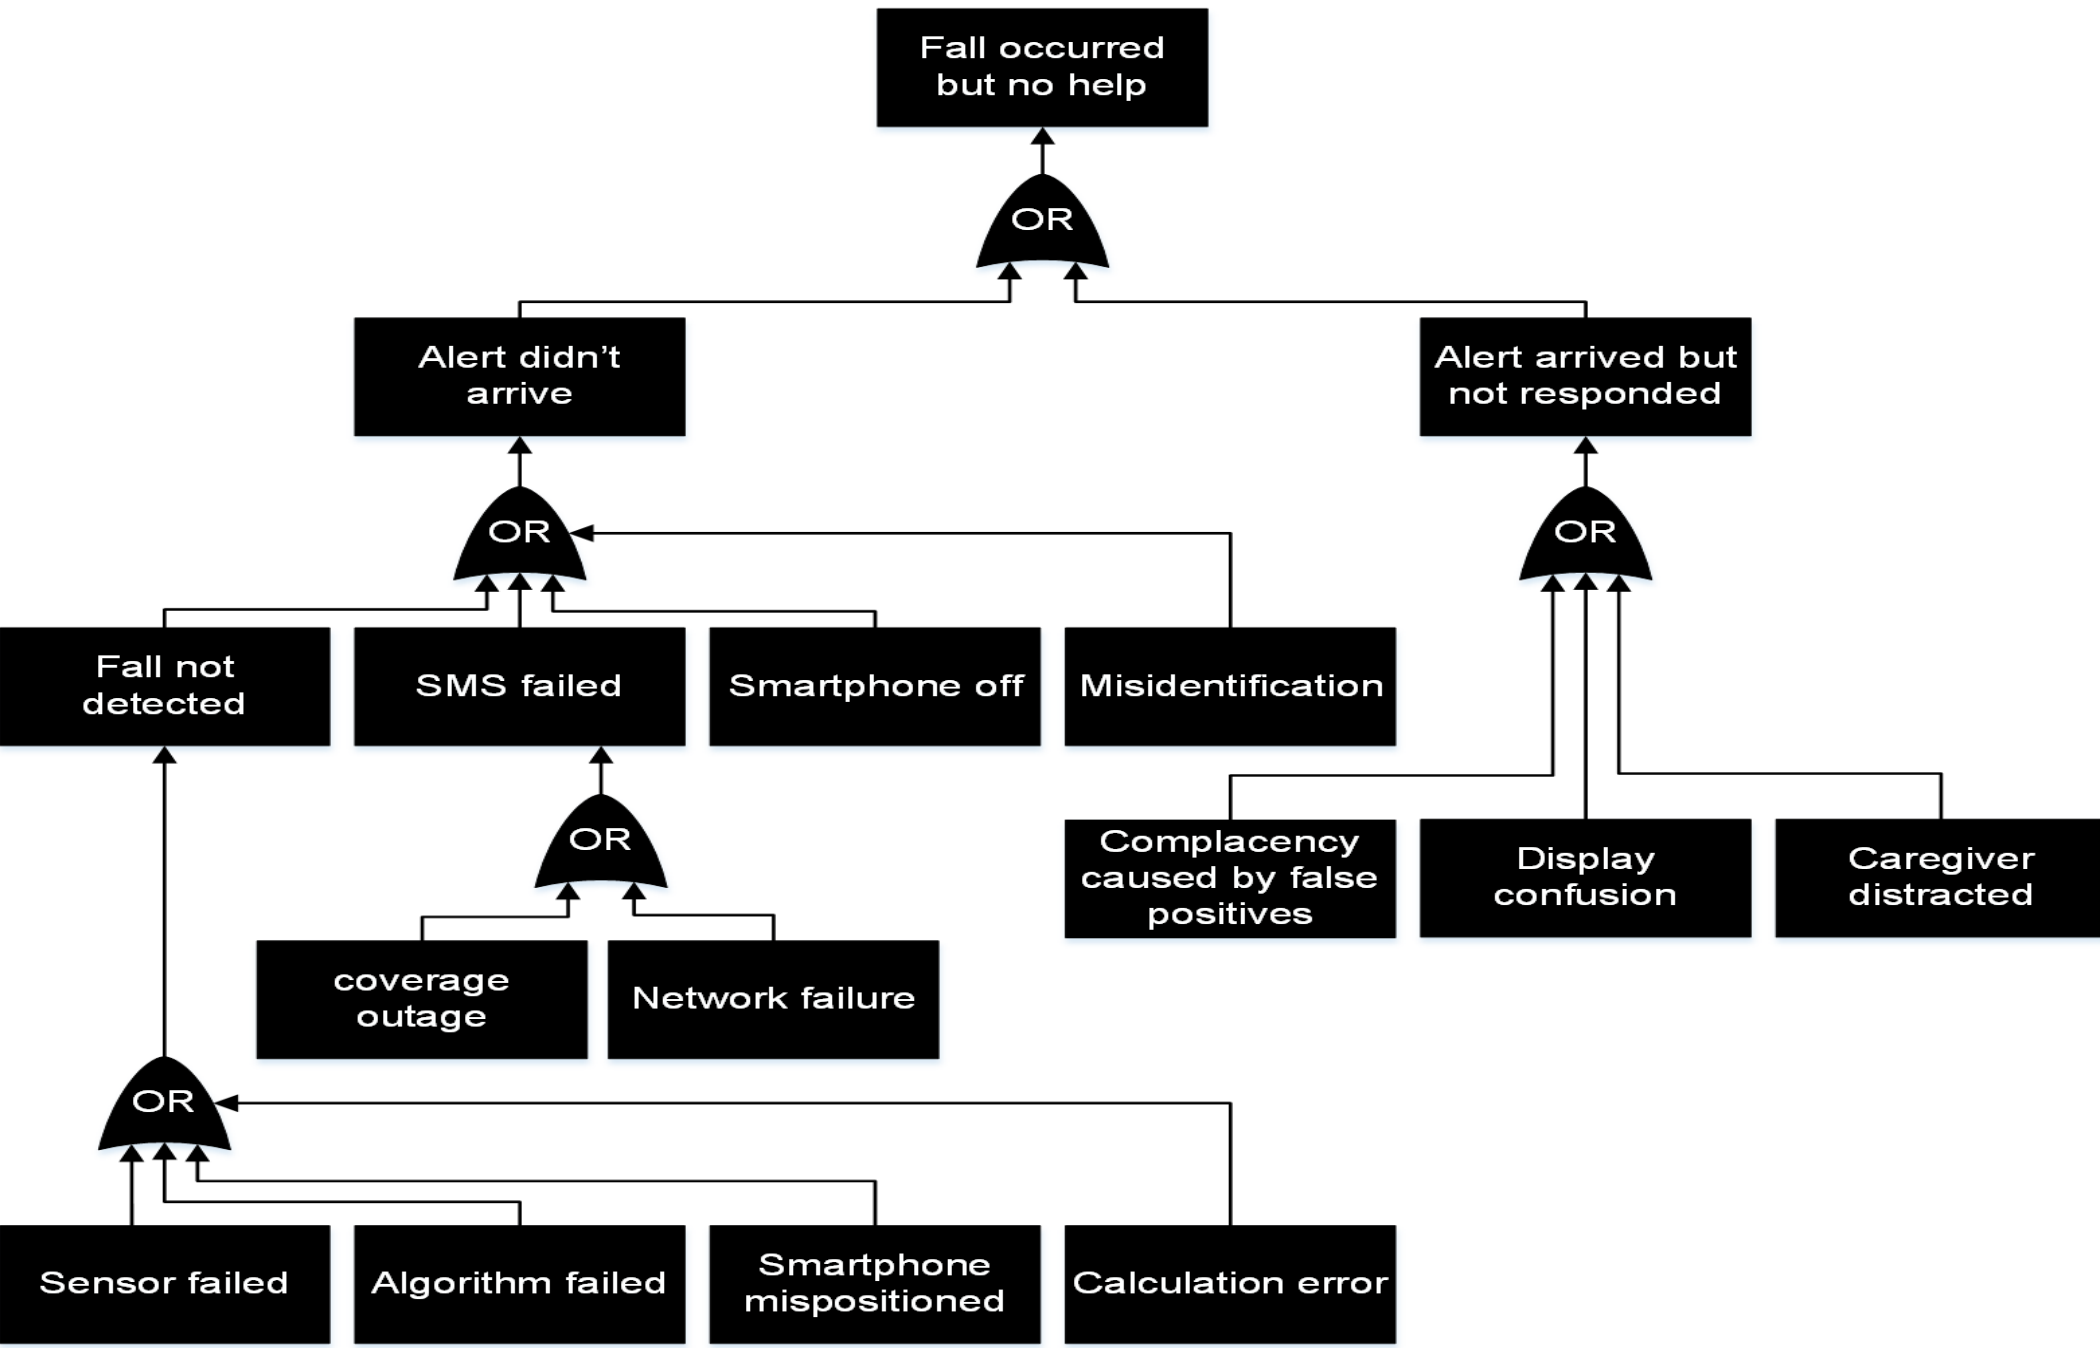 Fall occurred
but no help
OR
Alert didn’t
arrive
Alert arrived but
not responded
OR
OR
Fall not
detected
SMS failed
Smartphone off
Misidentification
OR
Complacency
caused by false
positives
Display
confusion
Caregiver
distracted
coverage
outage
Network failure
OR
Sensor failed
Algorithm failed
Smartphone
mispositioned
Calculation error